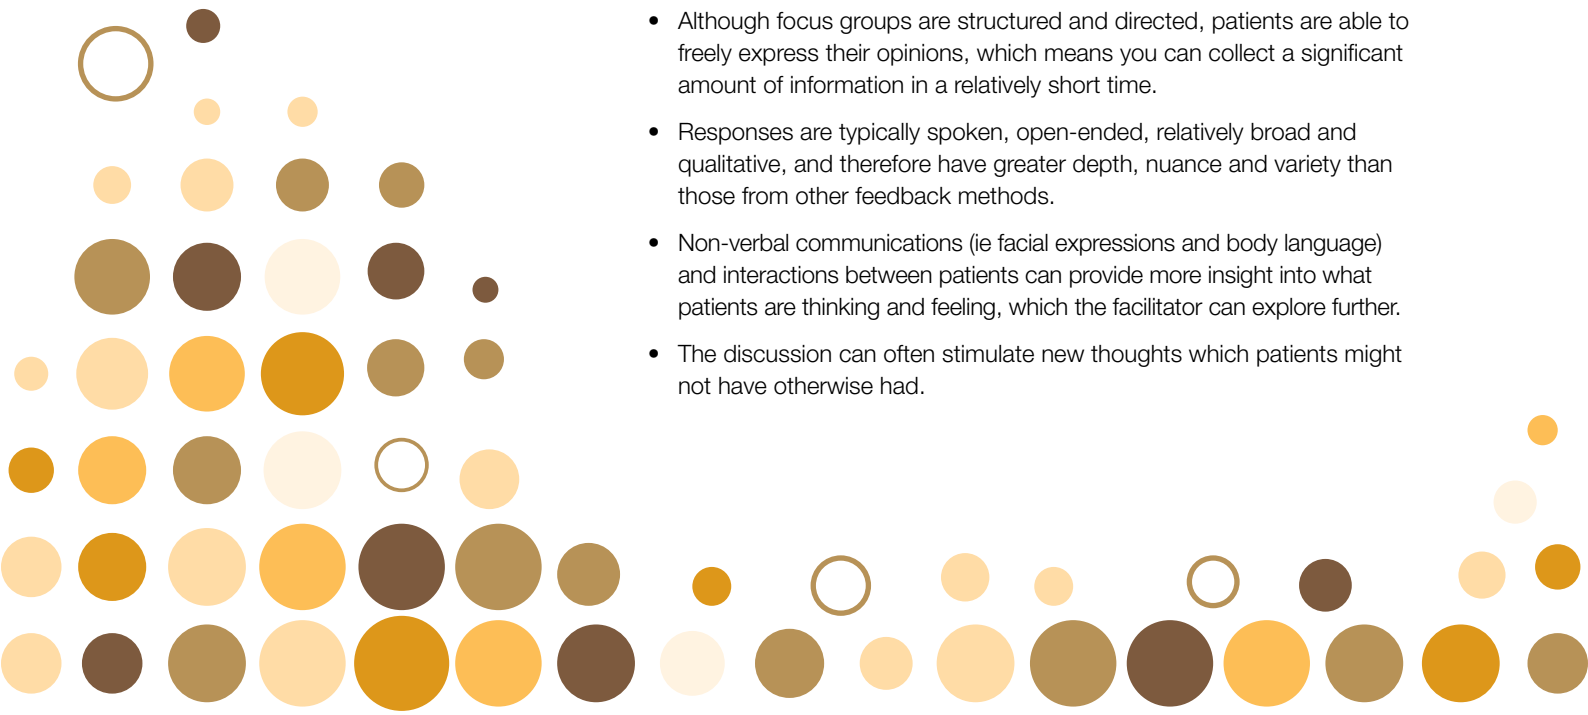 • Although focus groups are structured and directed, patients are able to
freely express their opinions, which means you can collect a significant
amount of information in a relatively short time.
• Responses are typically spoken, open-ended, relatively broad and
qualitative, and therefore have greater depth, nuance and variety than
those from other feedback methods.
• Non-verbal communications (ie facial expressions and body language)
and interactions between patients can provide more insight into what
patients are thinking and feeling, which the facilitator can explore further.
• The discussion can often stimulate new thoughts which patients might
not have otherwise had.